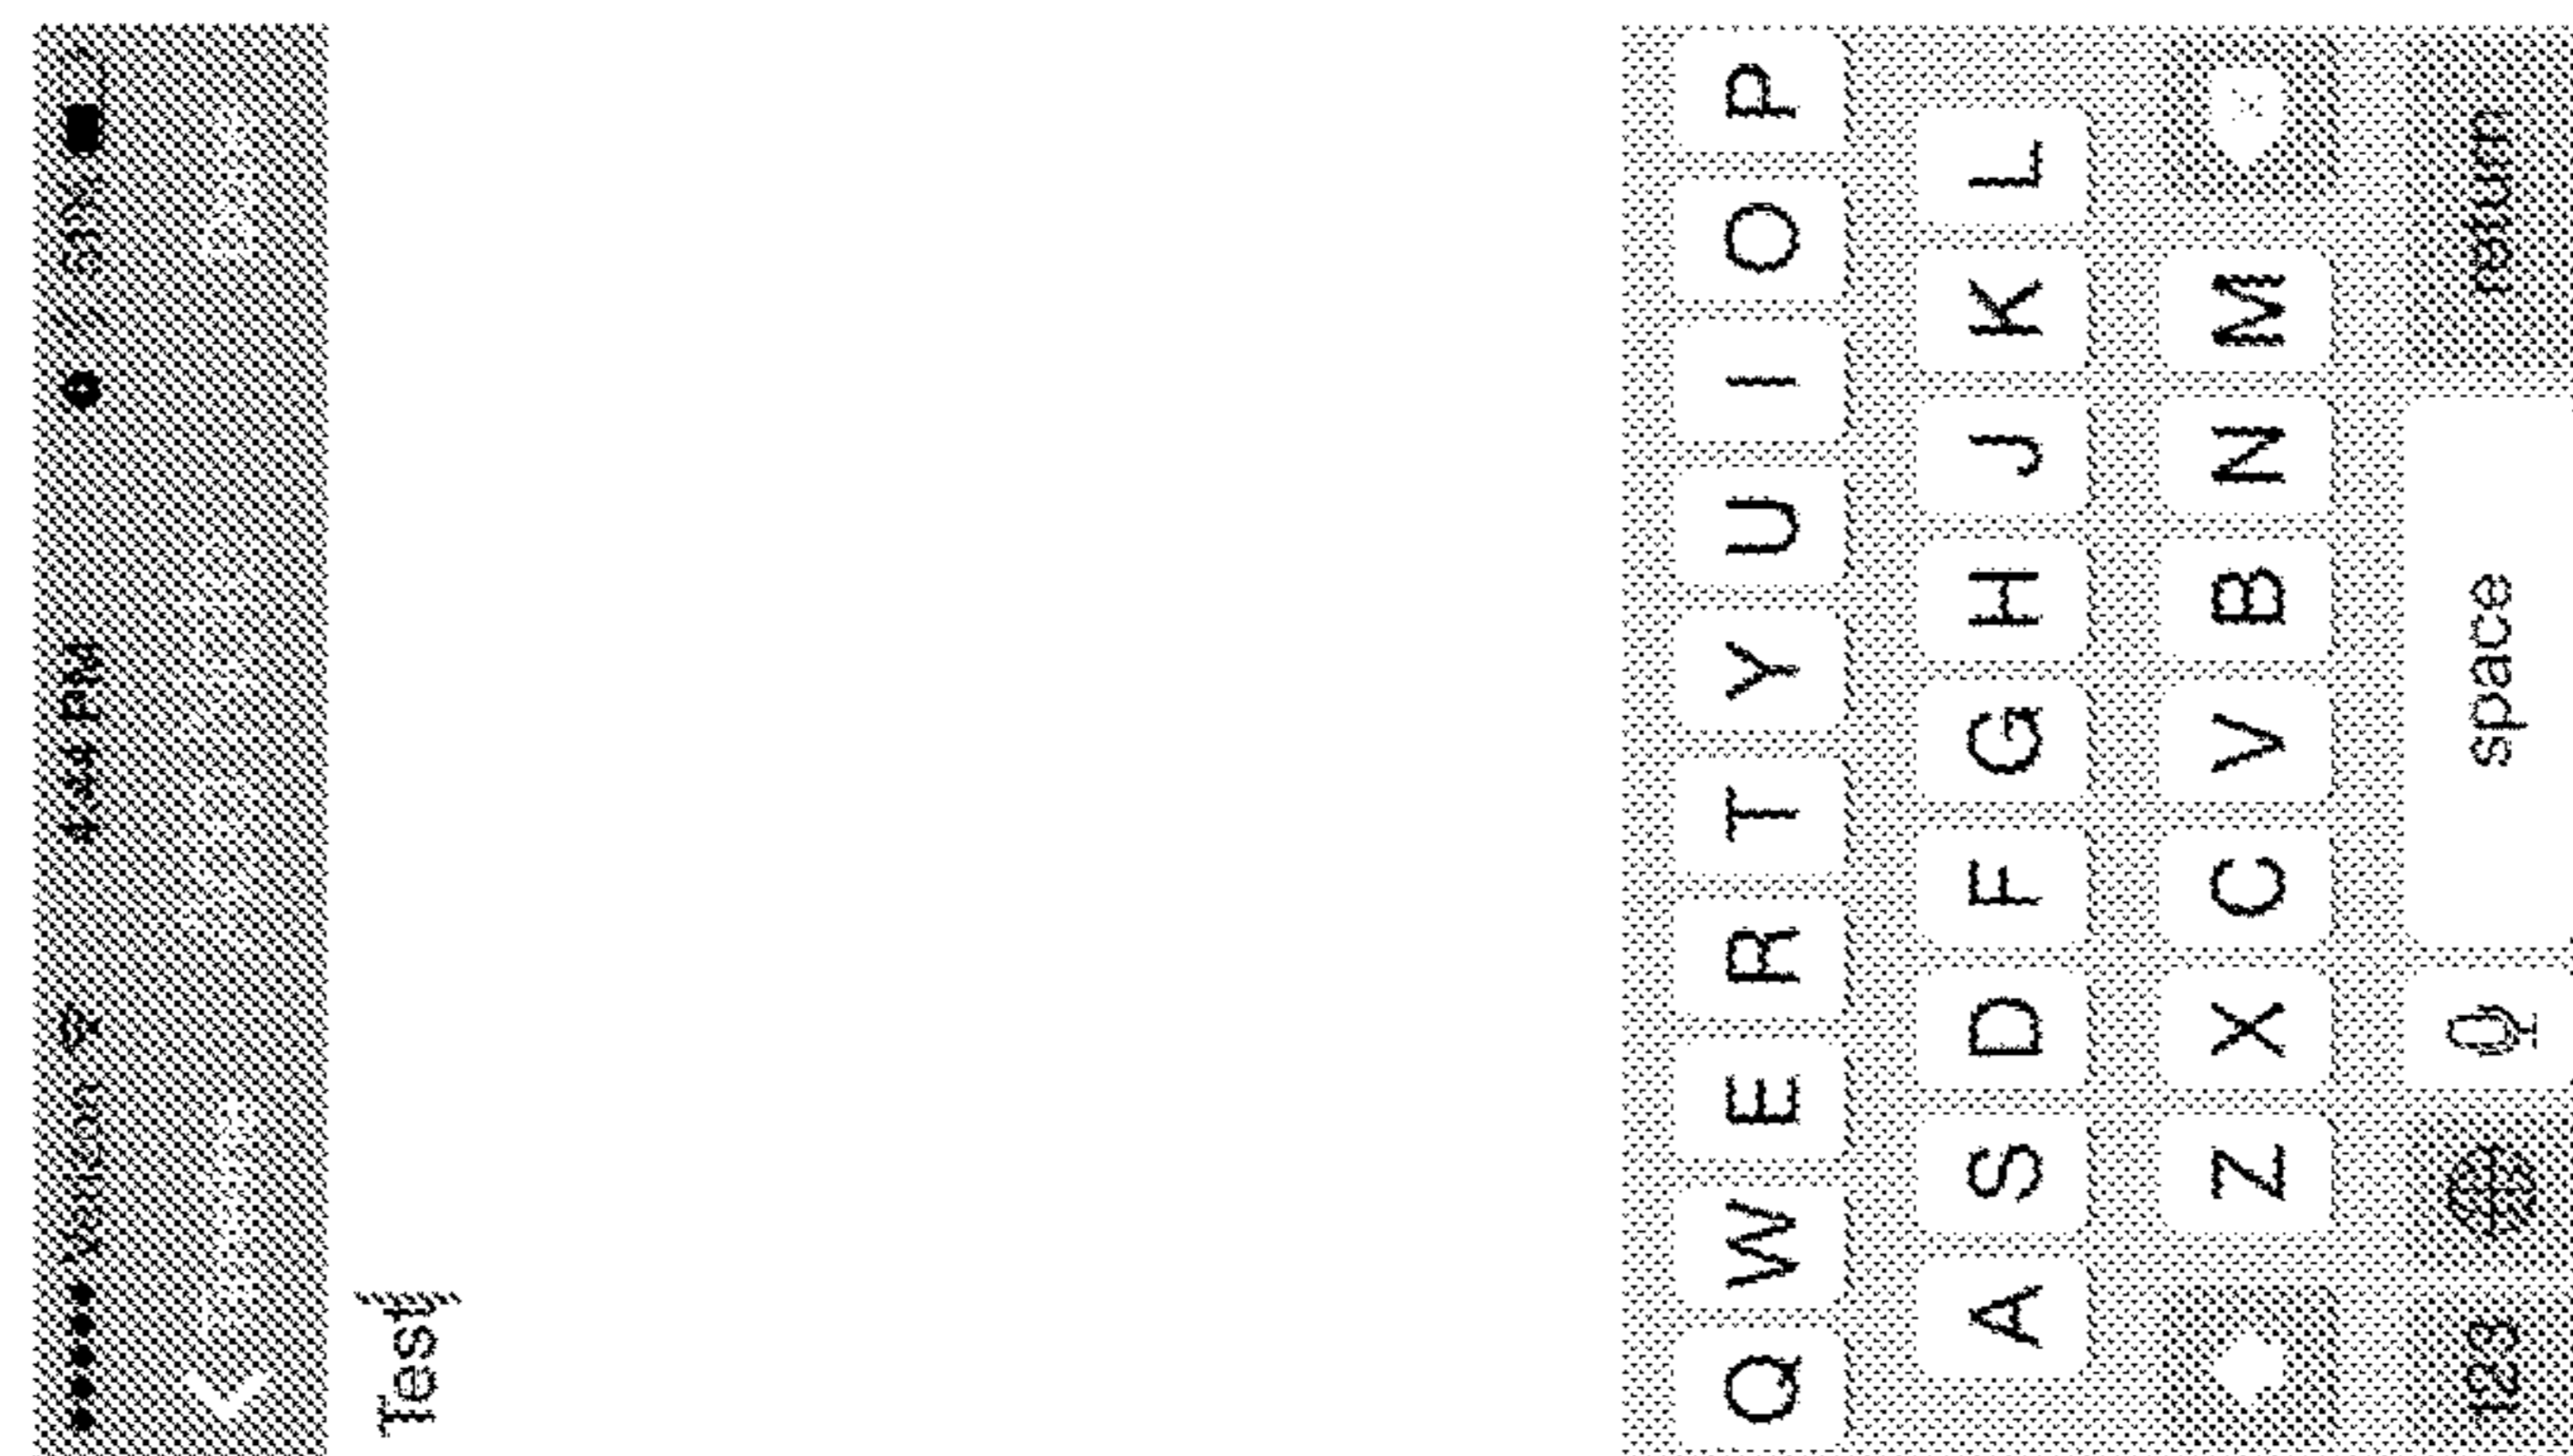 ●●●●● Verizon 4:44 PM
Test
Q W E R T Y U I O P
A S D F G H J K L
Z X C V B N M
123 space return